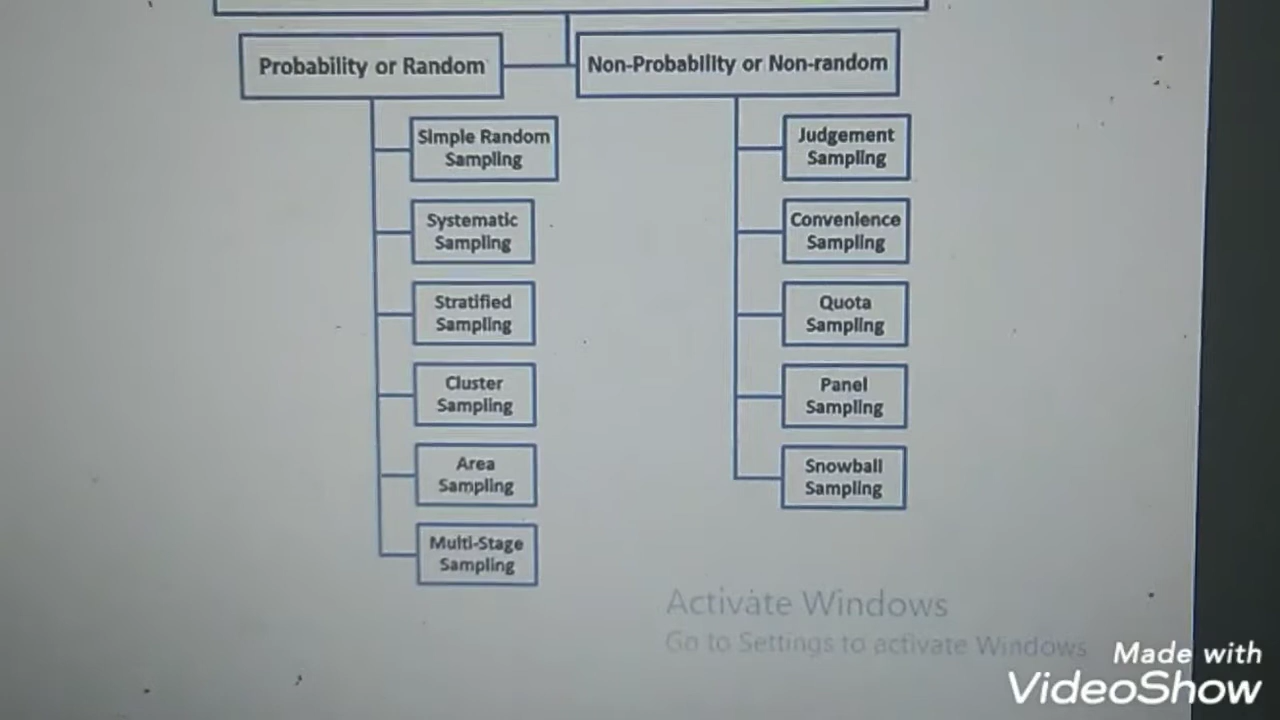 Probability or Random
Non-Probability or Non-random
Simple Random
Sampling
Systematic
Sampling
Stratified
Sampling
Cluster
Sampling
Area
Sampling
Multi-Stage
Sampling
Judgement
Sampling
Convenience
Sampling
Quota
Sampling
Panel
Sampling
Snowball
Sampling
Activate Windows
Go to Settings to activate Windows
Made with
VideoShow